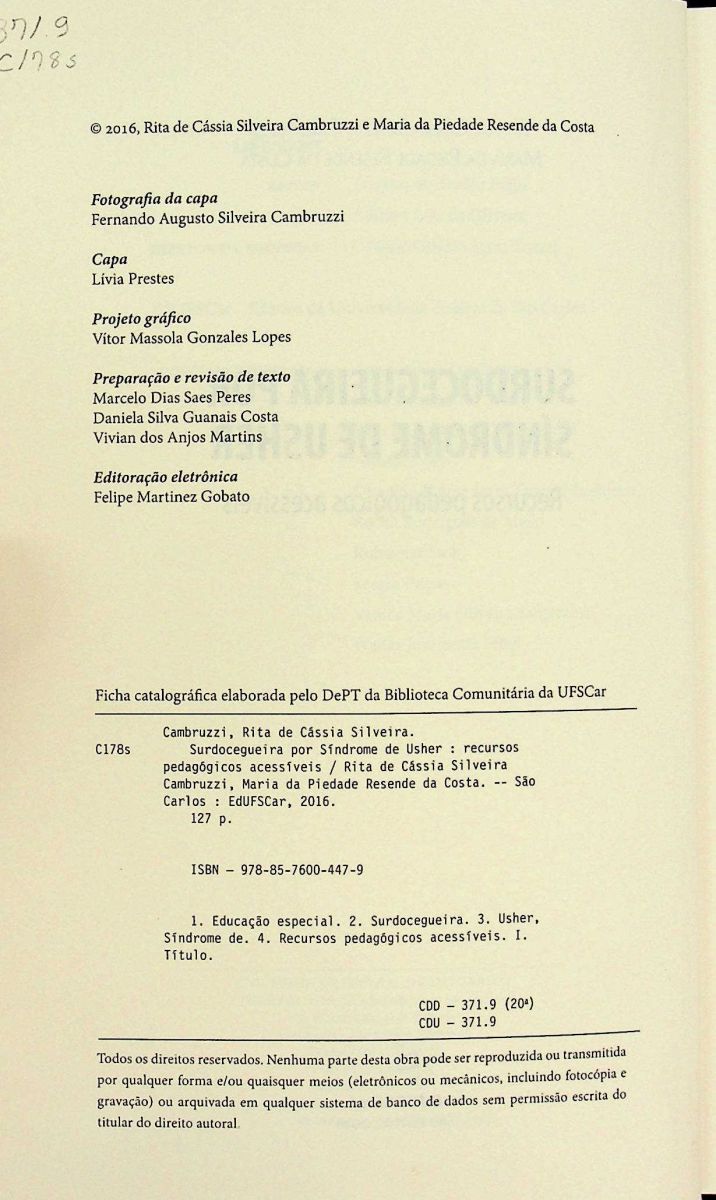 371.9
C178s
© 2016, Rita de Cássia Silveira Cambruzzi e Maria da Piedade Resende da Costa
Fotografia da capa
Fernando Augusto Silveira Cambruzzi
Capa
Lívia Prestes
Projeto gráfico
Vítor Massola Gonzales Lopes
Preparação e revisão de texto
Marcelo Dias Saes Peres
Daniela Silva Guanais Costa
Vivian dos Anjos Martins
Editoração eletrônica
Felipe Martinez Gobato
Ficha catalográfica elaborada pelo DePT da Biblioteca Comunitária da UFSCar
Cambruzzi, Rita de Cássia Silveira.
C178s Surdocegueira por Síndrome de Usher : recursos
pedagógicos acessíveis / Rita de Cássia Silveira
Cambruzzi, Maria da Piedade Resende da Costa. -- São
Carlos : EdUFSCar, 2016.
127 p.
ISBN – 978-85-7600-447-9
1. Educação especial. 2. Surdocegueira. 3. Usher,
Síndrome de. 4. Recursos pedagógicos acessíveis. I.
Título.
CDD – 371.9 (20ª)
CDU – 371.9
Todos os direitos reservados. Nenhuma parte desta obra pode ser reproduzida ou transmitida
por qualquer forma e/ou quaisquer meios (eletrônicos ou mecânicos, incluindo fotocópia e
gravação) ou arquivada em qualquer sistema de banco de dados sem permissão escrita do
titular do direito autoral.